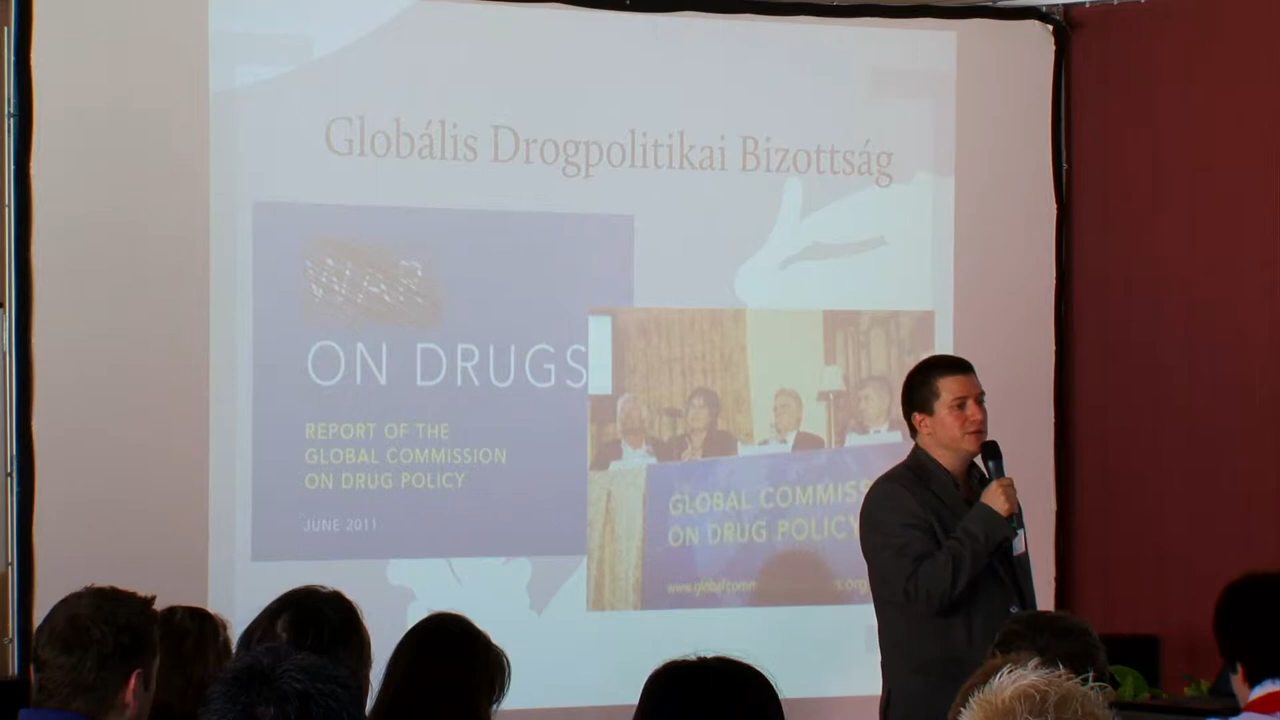 Globális Drogpolitikai Bizottság
WAR
ON DRUGS
REPORT OF THE
GLOBAL COMMISSION
ON DRUG POLICY
JUNE 2011
GLOBAL COMMISS
ON DRUG POLICY